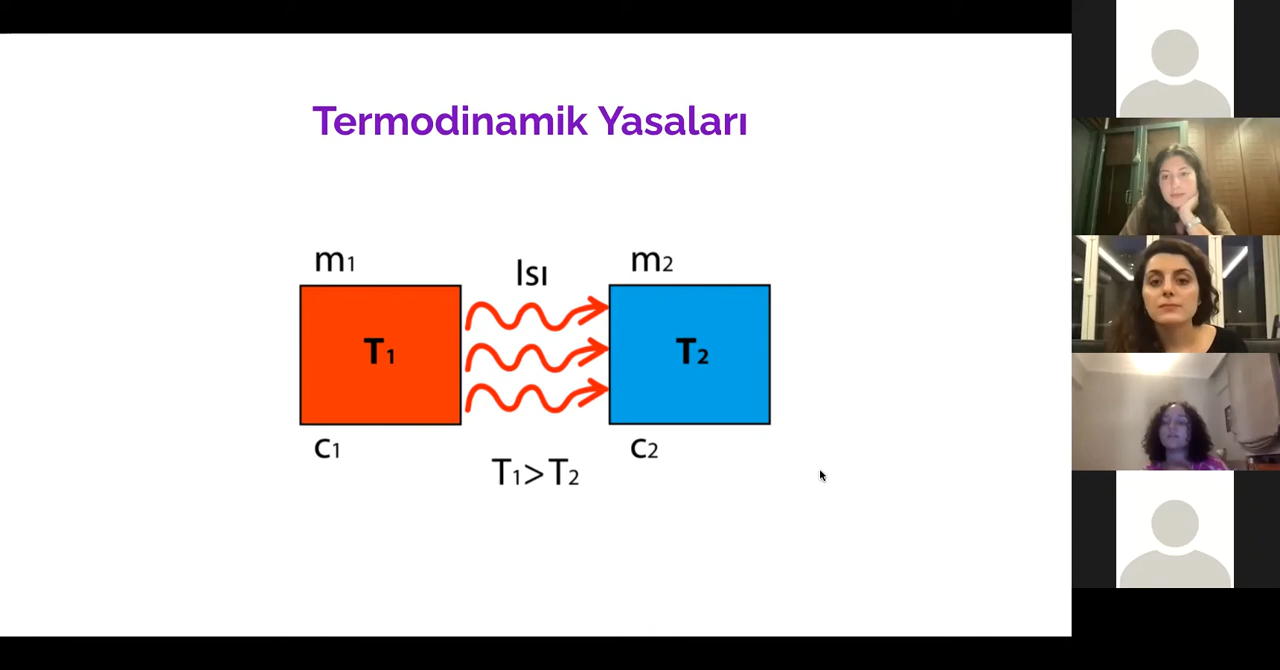 Termodinamik Yasaları
m1
Isı
m2
T1
T2
c1
c2
T1>T2